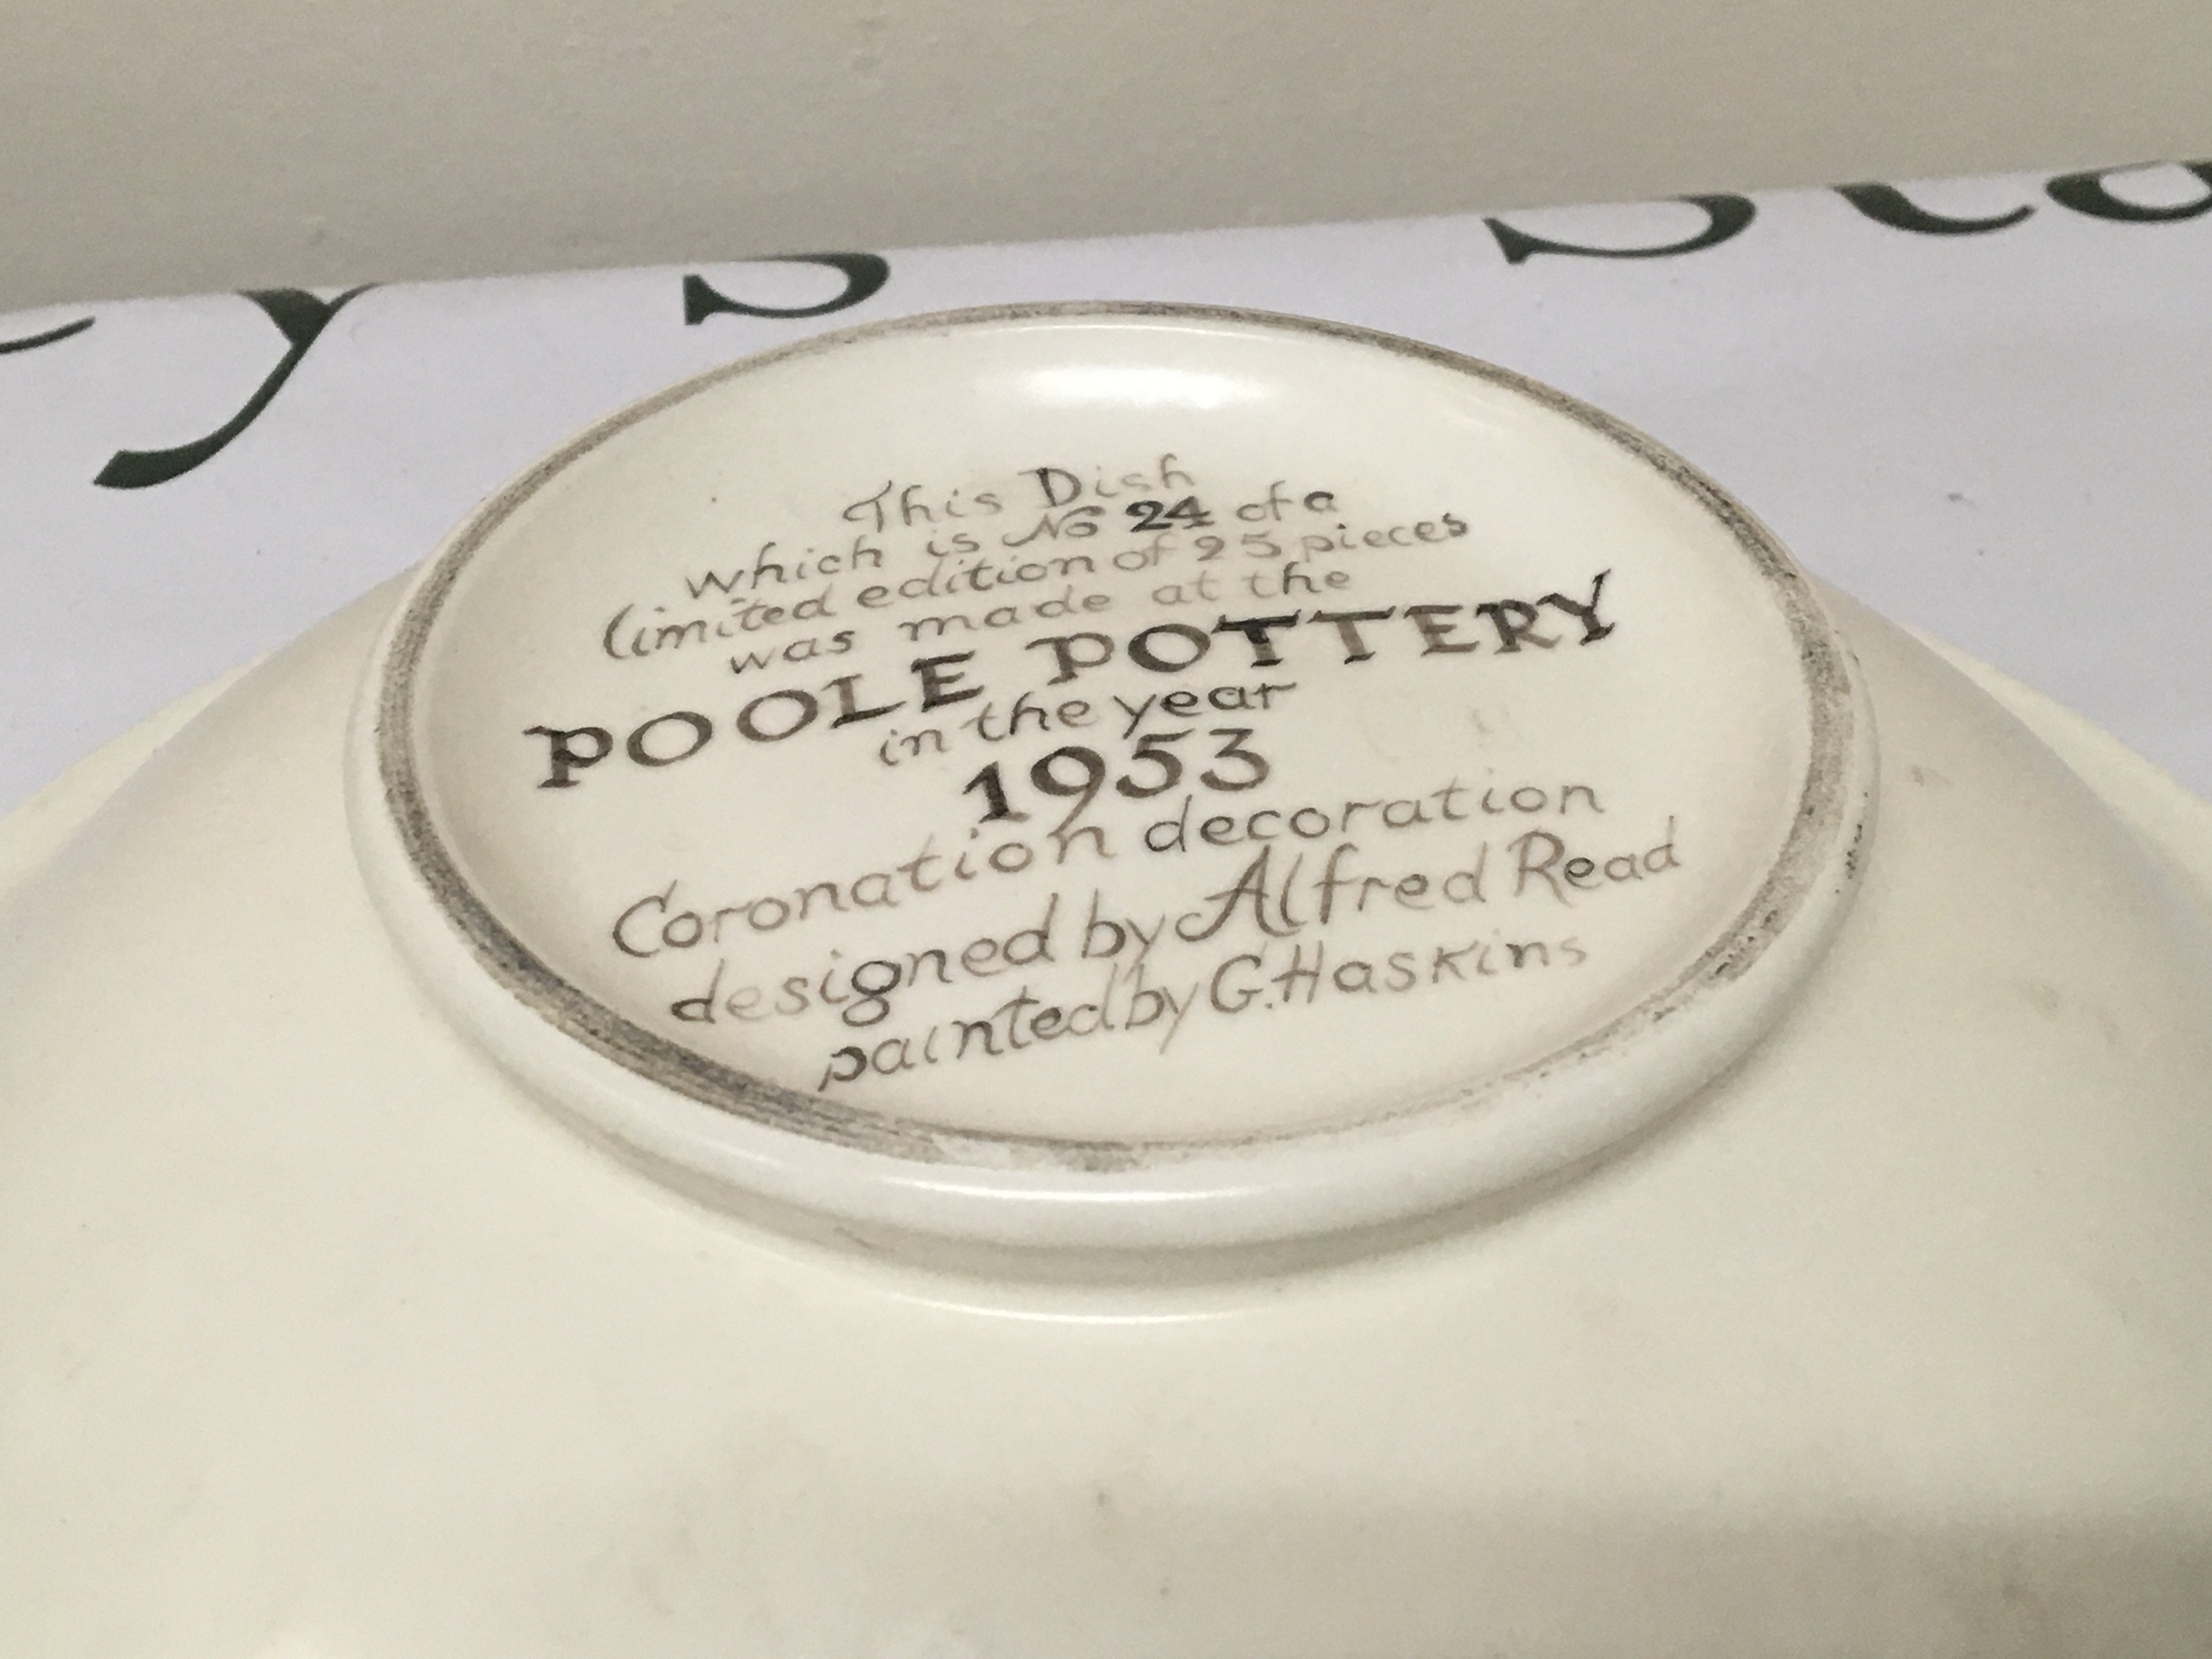 This Dish
which is No 24 of a
limited edition of 25 pieces
was made at the
POOLE POTTERY
in the year
1953
Coronation decoration
designed by Alfred Read
painted by G. Haskins